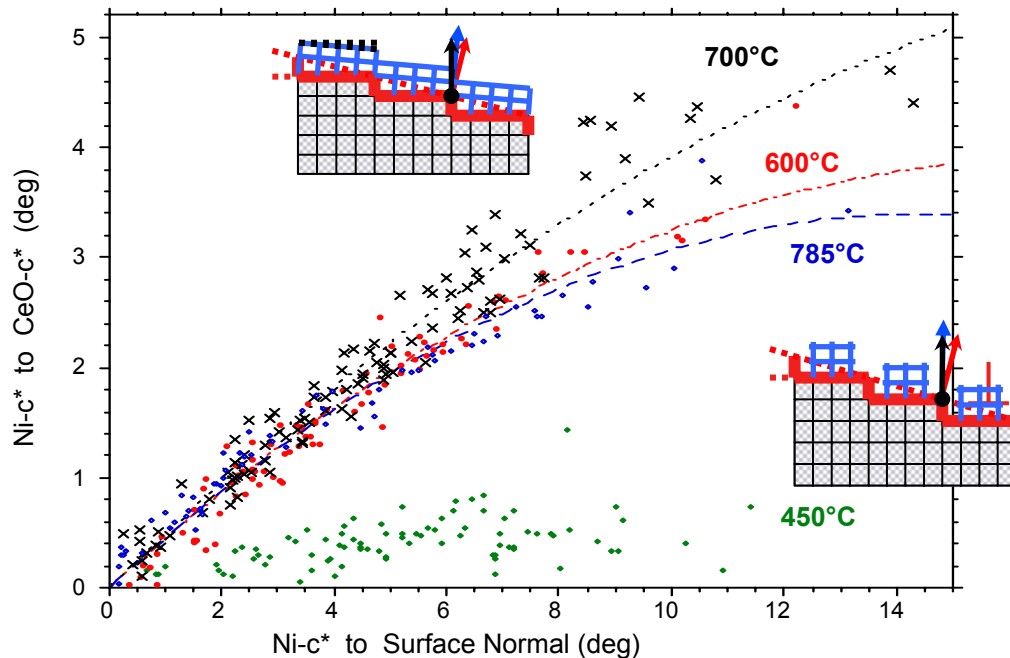 5
4
3
2
1
0
Ni-c* to CeO-c* (deg)
700°C
600°C
785°C
450°C
0
2
4
6
8
10
12
14
Ni-c* to Surface Normal (deg)